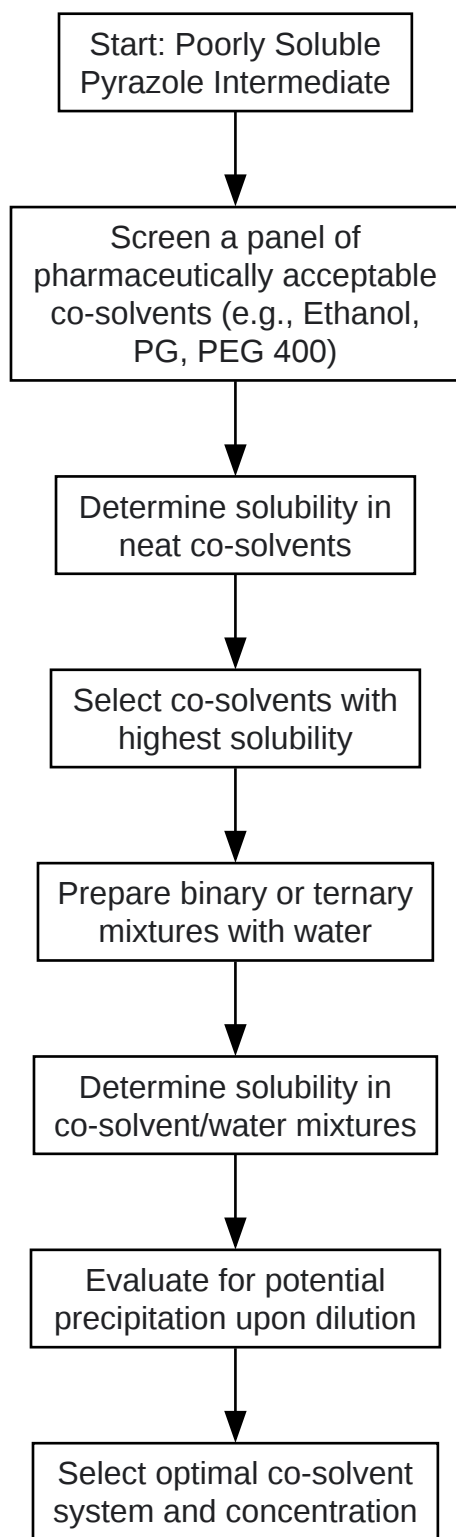 Start: Poorly Soluble
Pyrazole Intermediate
Screen a panel of
pharmaceutically acceptable
co-solvents (e.g., Ethanol,
PG, PEG 400)
Determine solubility in
neat co-solvents
Select co-solvents with
highest solubility
Prepare binary or ternary
mixtures with water
Determine solubility in
co-solvent/water mixtures
Evaluate for potential
precipitation upon dilution
Select optimal co-solvent
system and concentration